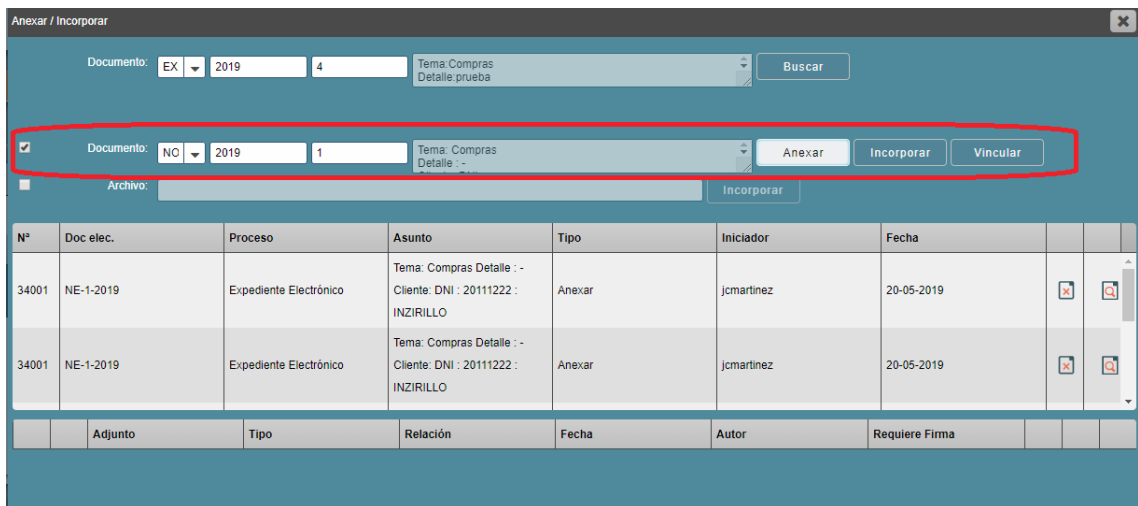 Anexar / Incorporar
Documento: EX 2019 4 Tema:Compras Buscar
Detalle:prueba
Documento: NO 2019 1 Tema: Compras Anexar Incorporar Vincular
Detalle : -
Archivo: Incorporar
Nª Doc elec. Proceso Asunto Tipo Iniciador Fecha
Tema: Compras Detalle : -
34001 NE-1-2019 Expediente Electrónico Cliente: DNI : 20111222 : Anexar jcmartinez 20-05-2019
INZIRILLO
Tema: Compras Detalle : -
34001 NE-1-2019 Expediente Electrónico Cliente: DNI : 20111222 : Anexar jcmartinez 20-05-2019
INZIRILLO
Adjunto Tipo Relación Fecha Autor Requiere Firma